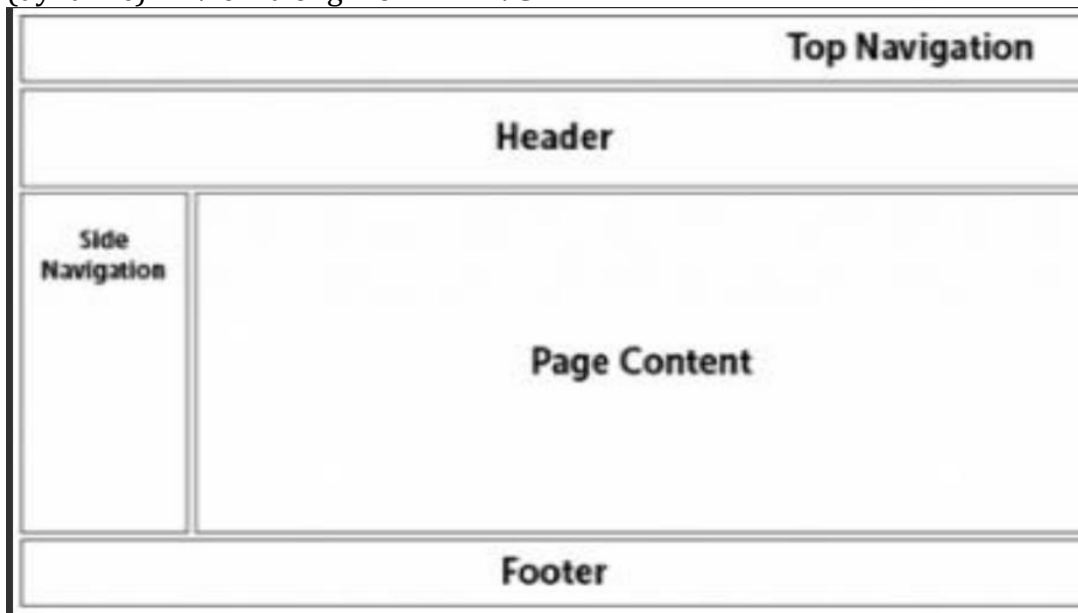 Top Navigation
Header
Side
Navigation
Page Content
Footer